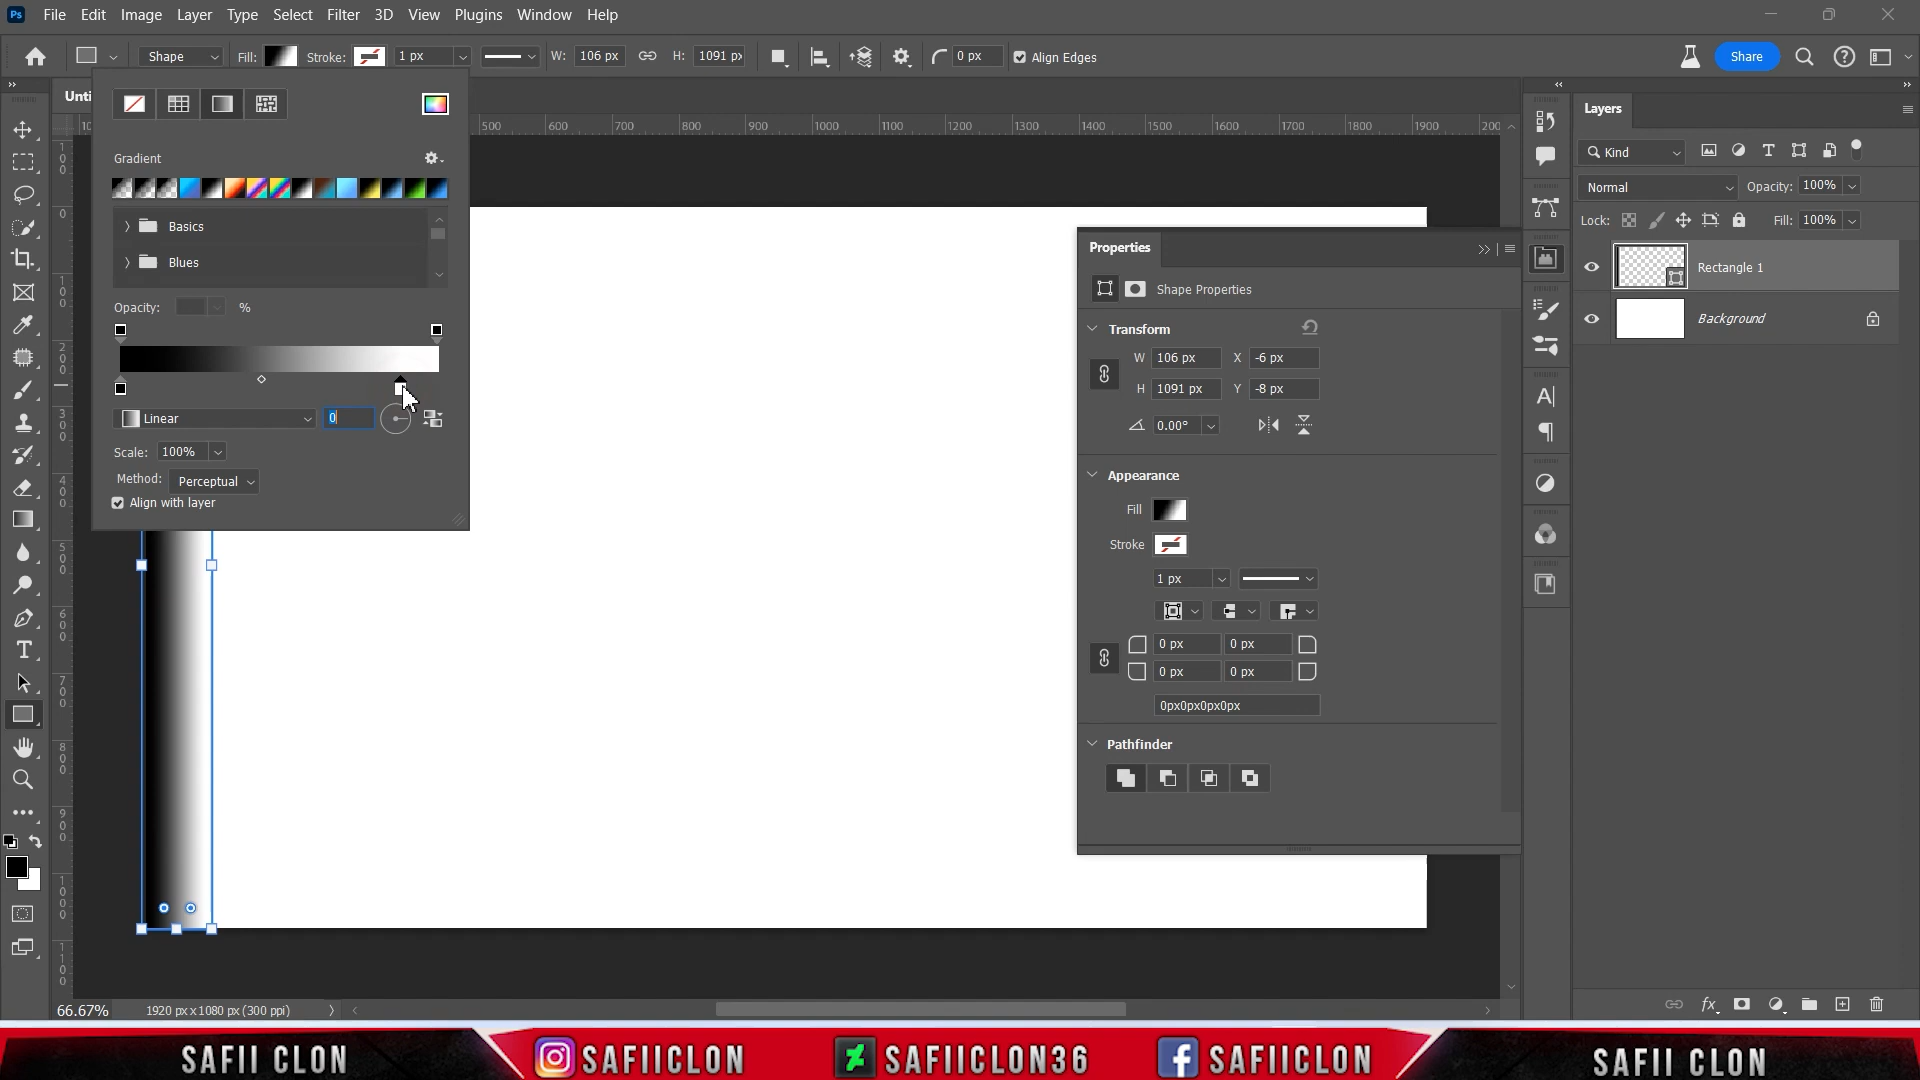 Ps File Edit Image Layer Type Select Filter 3D View Plugins Window Help
Shape Fill: Stroke: 1 px W: 106 px H: 1091 px 0 px Align Edges Share
Unti
Gradient
Basics
Blues
Opacity: %
Linear 0
Scale: 100%
Method: Perceptual
Align with layer
500 600 700 800 900 1000 1100 1200 1300 1400 1500 1600 1700 1800 1900 200
Properties
Shape Properties
Transform
W 106 px X -6 px
H 1091 px Y -8 px
0.00°
Appearance
Fill
Stroke
1 px
0 px 0 px
0 px 0 px
0px0px0px0px
Pathfinder
Layers
Kind
Normal Opacity: 100%
Lock: Fill: 100%
Rectangle 1
Background
66.67% 1920 px x 1080 px (300 ppi)
SAFII CLON SAFIICLON SAFIICLON36 SAFIICLON SAFII CLON